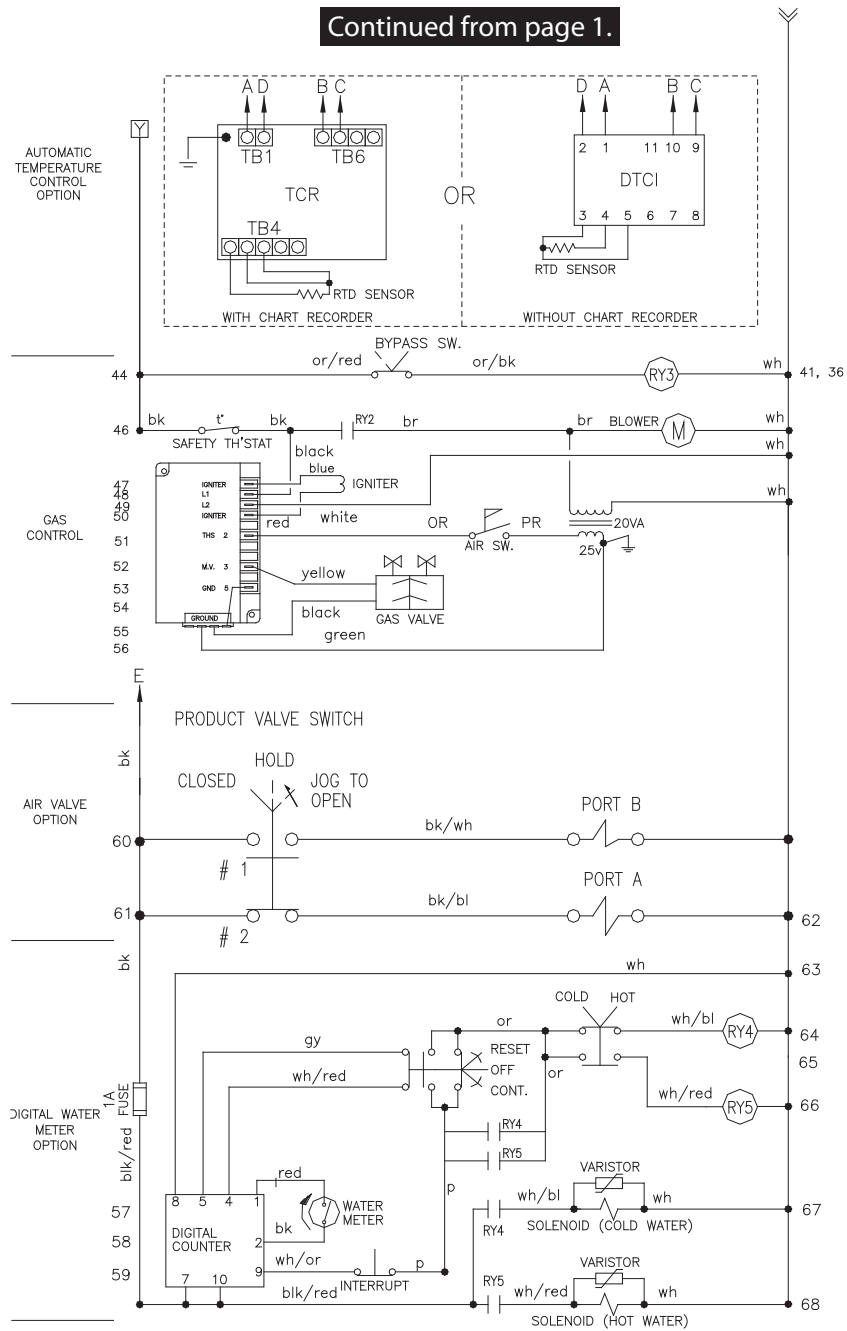 Continued from page 1.
A D B C D A B C
Y
AUTOMATIC
TEMPERATURE
CONTROL
OPTION
TB1 TB6
TCR
TB4
RTD SENSOR
WITH CHART RECORDER
OR
2 1 11 10 9
DTCI
3 4 5 6 7 8
RTD SENSOR
WITHOUT CHART RECORDER
BYPASS SW.
or/red or/bk
44 RY3 wh 41, 36
46 bk t° bk RY2 br br BLOWER M wh
SAFETY TH'STAT
black wh
blue
47 IGNITER IGNITER
48 L1 wh
49 L2
50 IGNITER red white 20VA
GAS
CONTROL
51 THS 2 OR AIR SW. PR 25v
52 M.V. 3 yellow
53 GND 5
54 black GAS VALVE
GROUND
55 green
56
E
PRODUCT VALVE SWITCH
bk
HOLD
CLOSED JOG TO
OPEN
AIR VALVE
OPTION
PORT B
60 bk/wh
# 1
PORT A
61 bk/bl 62
# 2
bk wh 63
COLD HOT
or wh/bl RY4 64
gy RESET 65
wh/red OFF or
CONT. wh/red RY5 66
1A
FUSE
DIGITAL WATER
METER
OPTION
RY4
RY5
blk/red
red p
8 5 4 1
VARISTOR
57 WATER
METER wh/bl wh 67
RY4 SOLENOID (COLD WATER)
58 DIGITAL
COUNTER 2 bk
59 9 wh/or INTERRUPT p
7 10
VARISTOR
blk/red RY5 wh/red wh 68
SOLENOID (HOT WATER)